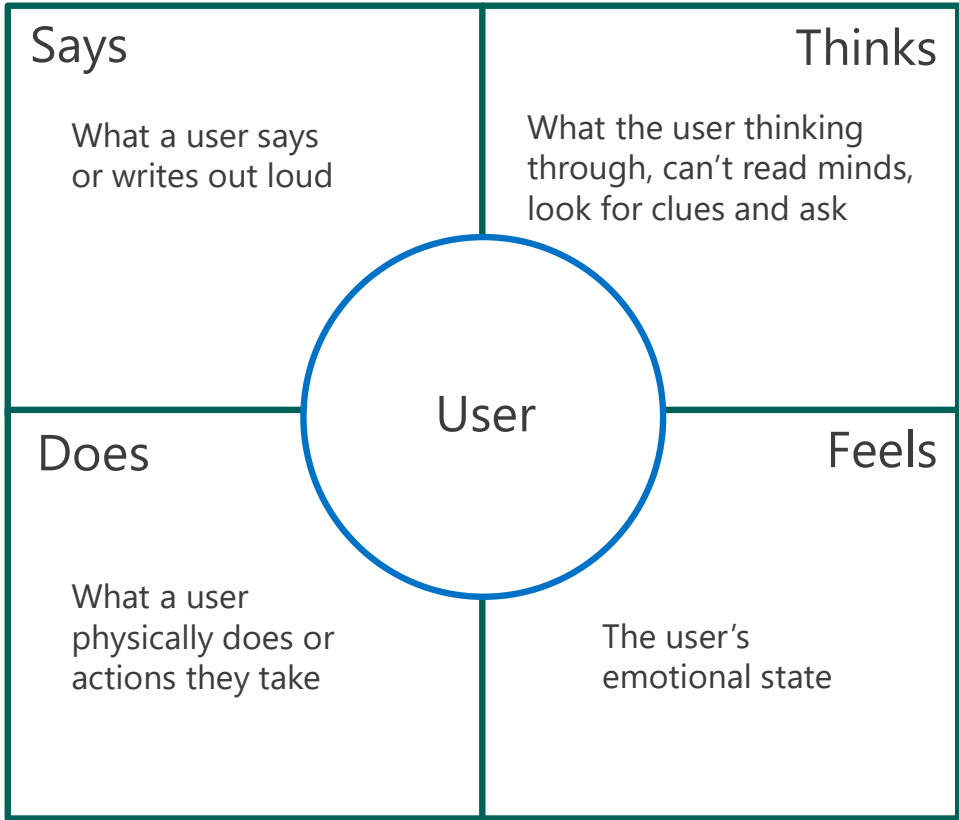 Says
What a user says
or writes out loud
Thinks
What the user thinking
through, can’t read minds,
look for clues and ask
User
Does
What a user
physically does or
actions they take
Feels
The user’s
emotional state